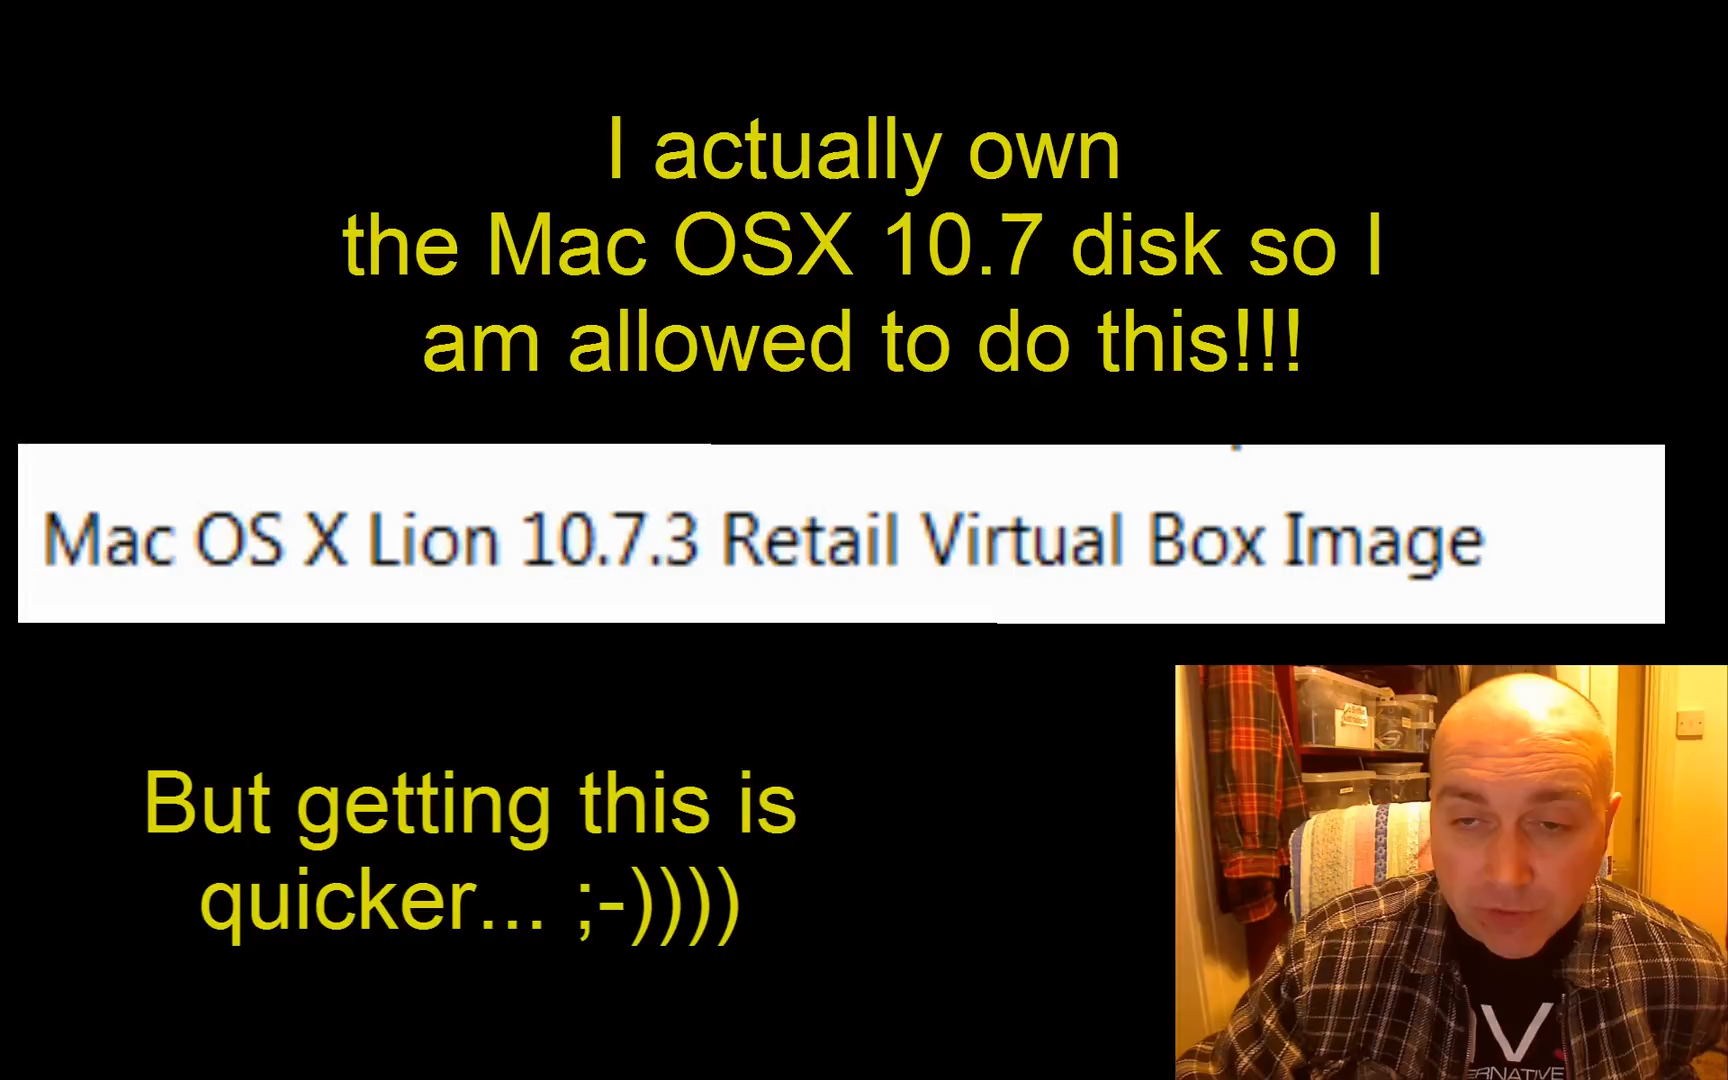 I actually own
the Mac OSX 10.7 disk so I
am allowed to do this!!!
Mac OS X Lion 10.7.3 Retail Virtual Box Image
But getting this is
quicker... ;-))))
V
ERNATIVE